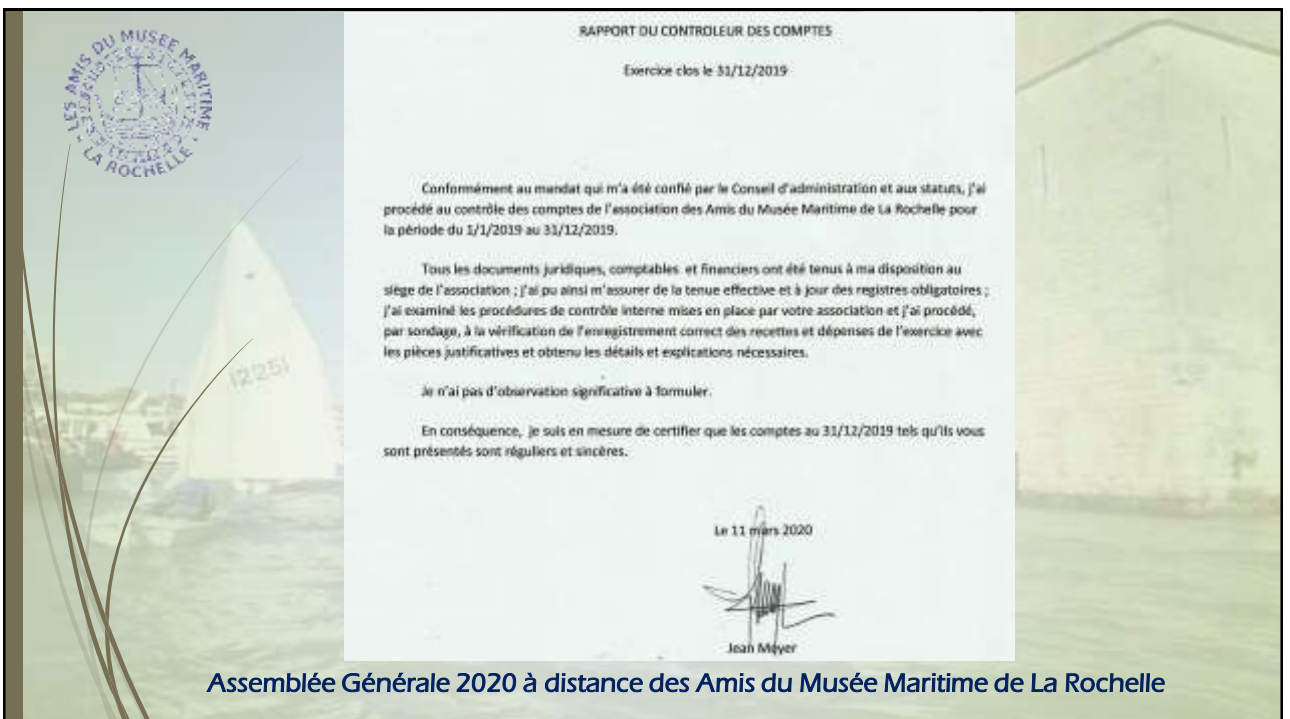 LES AMIS DU MUSEE MARITIME
LA ROCHELLE
RAPPORT DU CONTROLEUR DES COMPTES
Exercice clos le 31/12/2019
Conformément au mandat qui m'a été confié par le Conseil d'administration et aux statuts, j'ai
procédé au contrôle des comptes de l'association des Amis du Musée Maritime de La Rochelle pour
la période du 1/1/2019 au 31/12/2019.
Tous les documents juridiques, comptables et financiers ont été tenus à ma disposition au
siège de l'association ; j'ai pu ainsi m'assurer de la tenue effective et à jour des registres obligatoires ;
j'ai examiné les procédures de contrôle interne mises en place par votre association et j'ai procédé,
par sondage, à la vérification de l'enregistrement correct des recettes et dépenses de l'exercice avec
les pièces justificatives et obtenu les détails et explications nécessaires.
Je n'ai pas d'observation significative à formuler.
En conséquence, je suis en mesure de certifier que les comptes au 31/12/2019 tels qu'ils vous
sont présentés sont réguliers et sincères.
12251
Le 11 mars 2020
Jean Meyer
Assemblée Générale 2020 à distance des Amis du Musée Maritime de La Rochelle